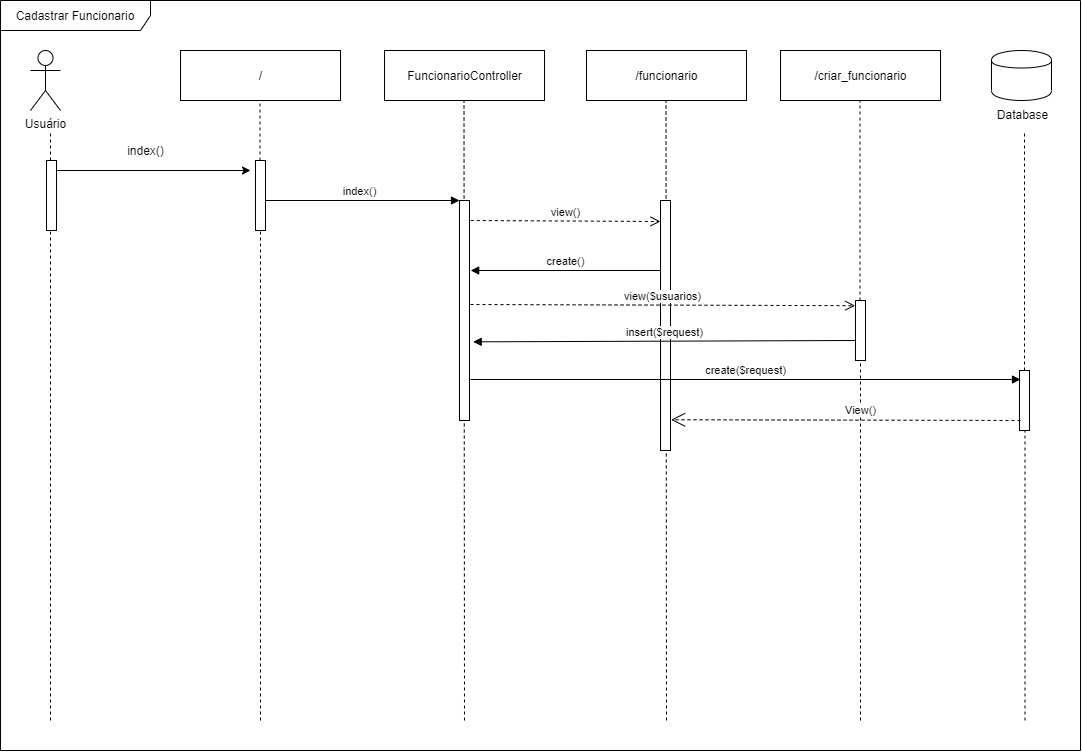 Cadastrar Funcionario
Usuário
/
FuncionarioController
/funcionario
/criar_funcionario
Database
index()
index()
view()
create()
view($usuarios)
insert($request)
create($request)
View()